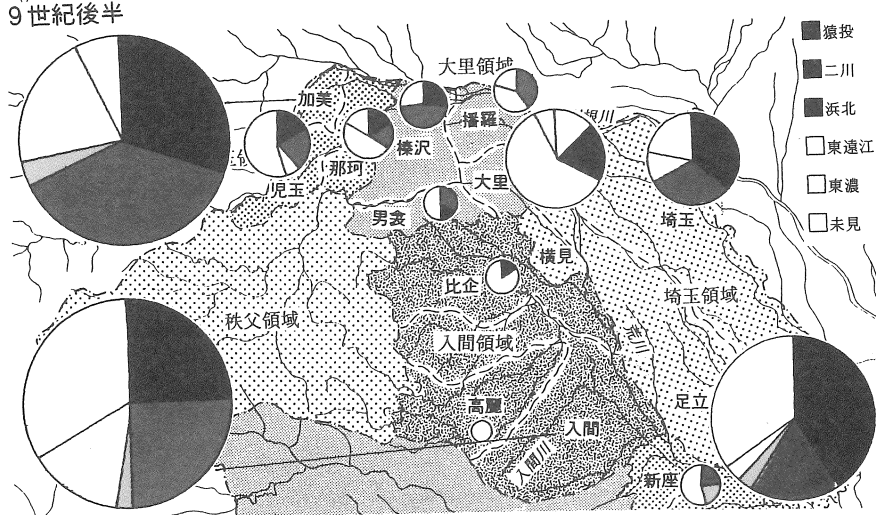 9世紀後半
大里領域
猿投
二川
浜北
東遠江
東濃
未見
加美
播羅
榛沢
那珂
児玉
大里
男衾
埼玉
横見
比企
埼玉領域
秩父領域
入間領域
荒川
足立
高麗
入間
入間川
新座